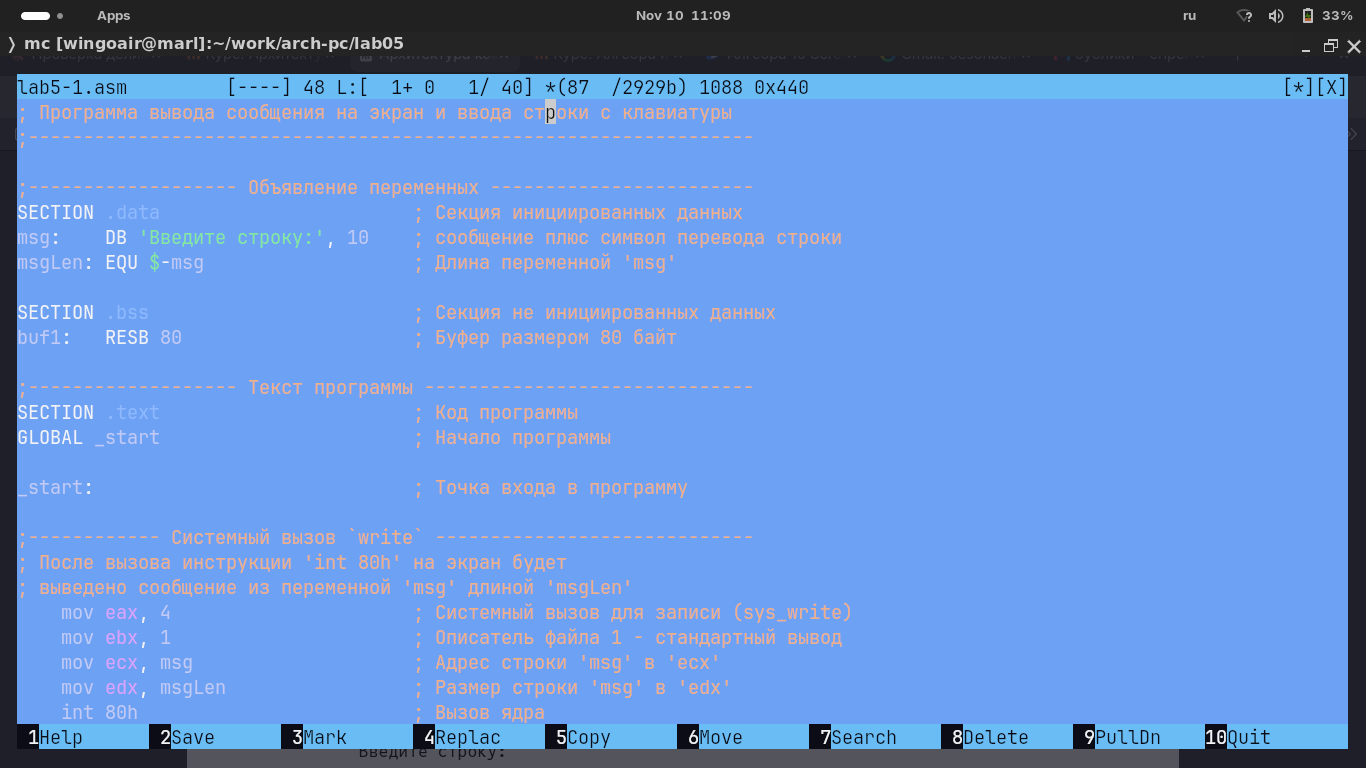 Apps Nov 10 11:09 ru 33%
❭ mc [wingoair@marl]:~/work/arch-pc/lab05
lab5-1.asm [----] 48 L:[ 1+ 0 1/ 40] *(87 /2929b) 1088 0x440 [*][X]
; Программа вывода сообщения на экран и ввода строки с клавиатуры
;------------------------------------------------------------------
;------------------- Объявление переменных ------------------------
SECTION .data ; Секция инициированных данных
msg: DB 'Введите строку:', 10 ; сообщение плюс символ перевода строки
msgLen: EQU $-msg ; Длина переменной 'msg'
SECTION .bss ; Секция не инициированных данных
buf1: RESB 80 ; Буфер размером 80 байт
;------------------- Текст программы ------------------------------
SECTION .text ; Код программы
GLOBAL _start ; Начало программы
_start: ; Точка входа в программу
;------------ Системный вызов `write` -----------------------------
; После вызова инструкции 'int 80h' на экран будет
; выведено сообщение из переменной 'msg' длиной 'msgLen'
mov eax, 4 ; Системный вызов для записи (sys_write)
mov ebx, 1 ; Описатель файла 1 - стандартный вывод
mov ecx, msg ; Адрес строки 'msg' в 'ecx'
mov edx, msgLen ; Размер строки 'msg' в 'edx'
int 80h ; Вызов ядра
1Help 2Save 3Mark 4Replac 5Copy 6Move 7Search 8Delete 9PullDn 10Quit
Введите строку: